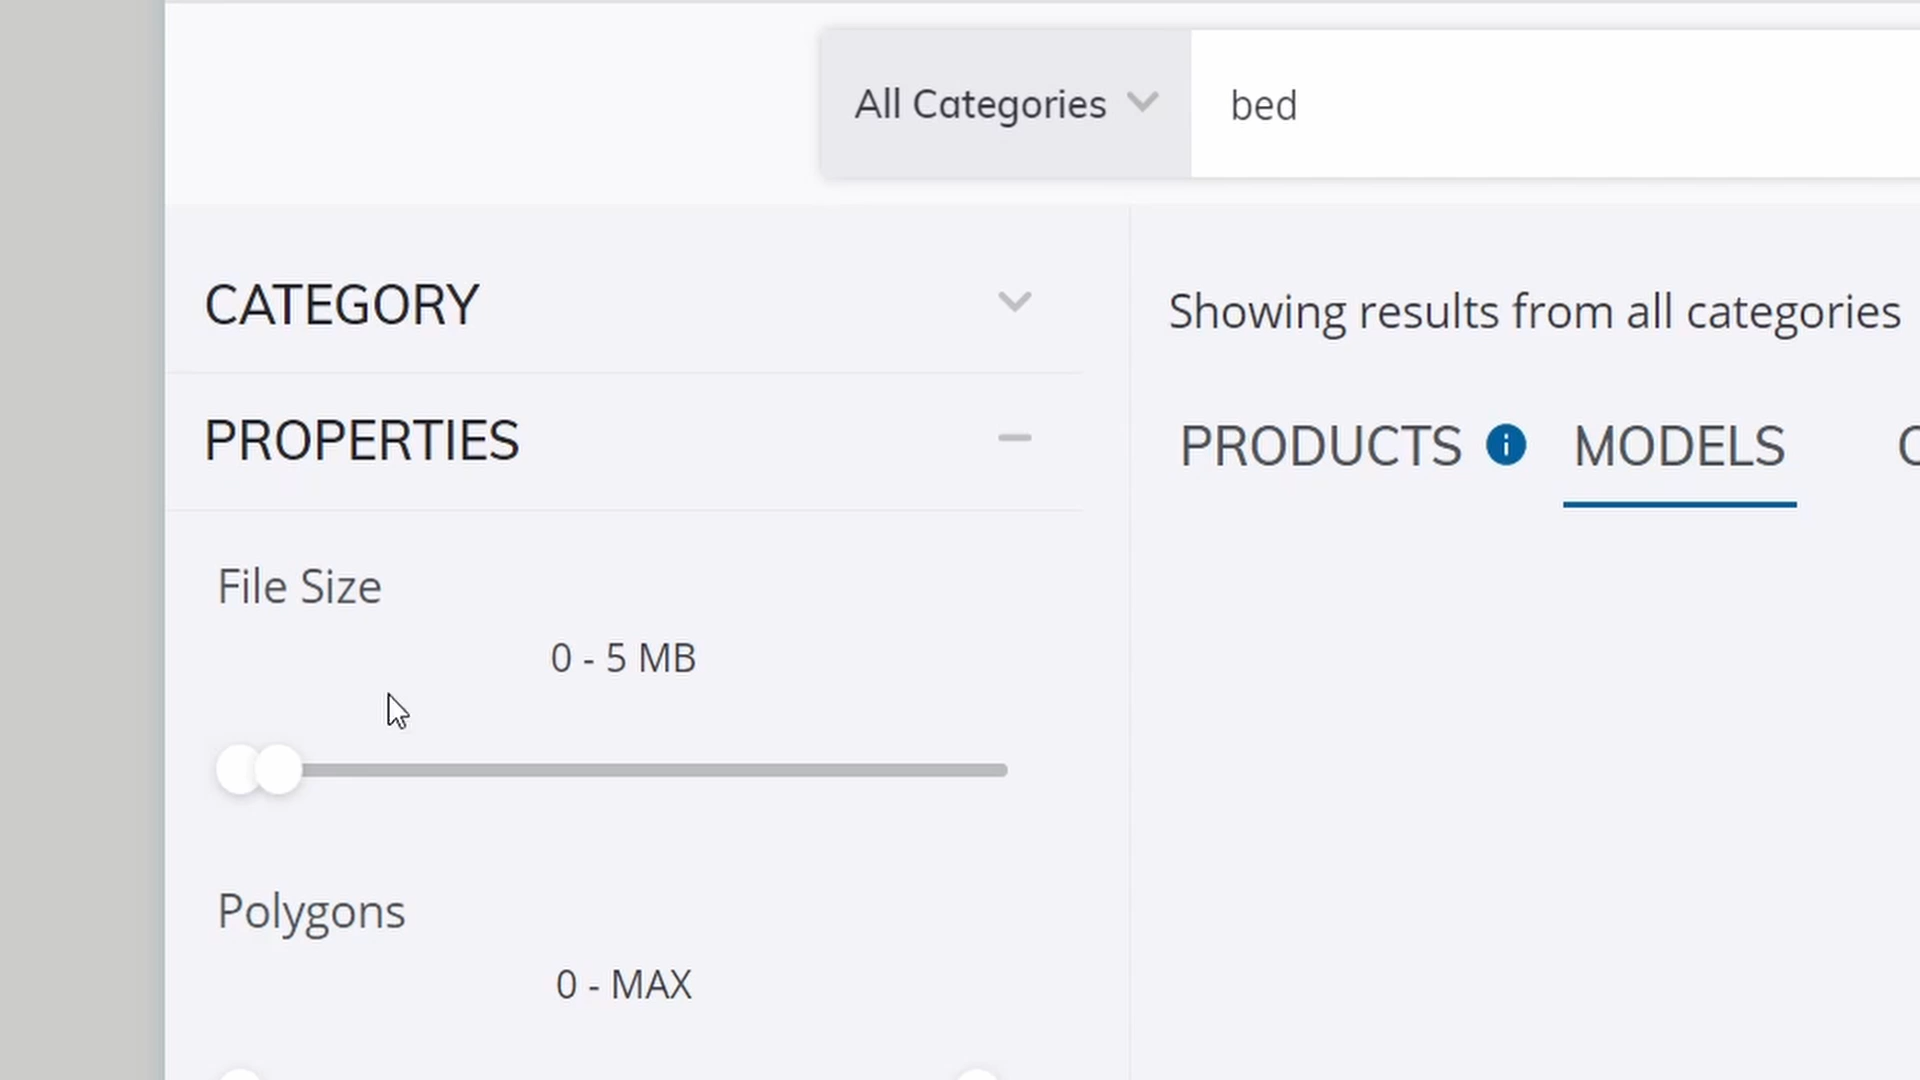 All Categories
bed
CATEGORY
PROPERTIES
File Size
0 - 5 MB
Polygons
0 - MAX
Showing results from all categories
PRODUCTS
MODELS